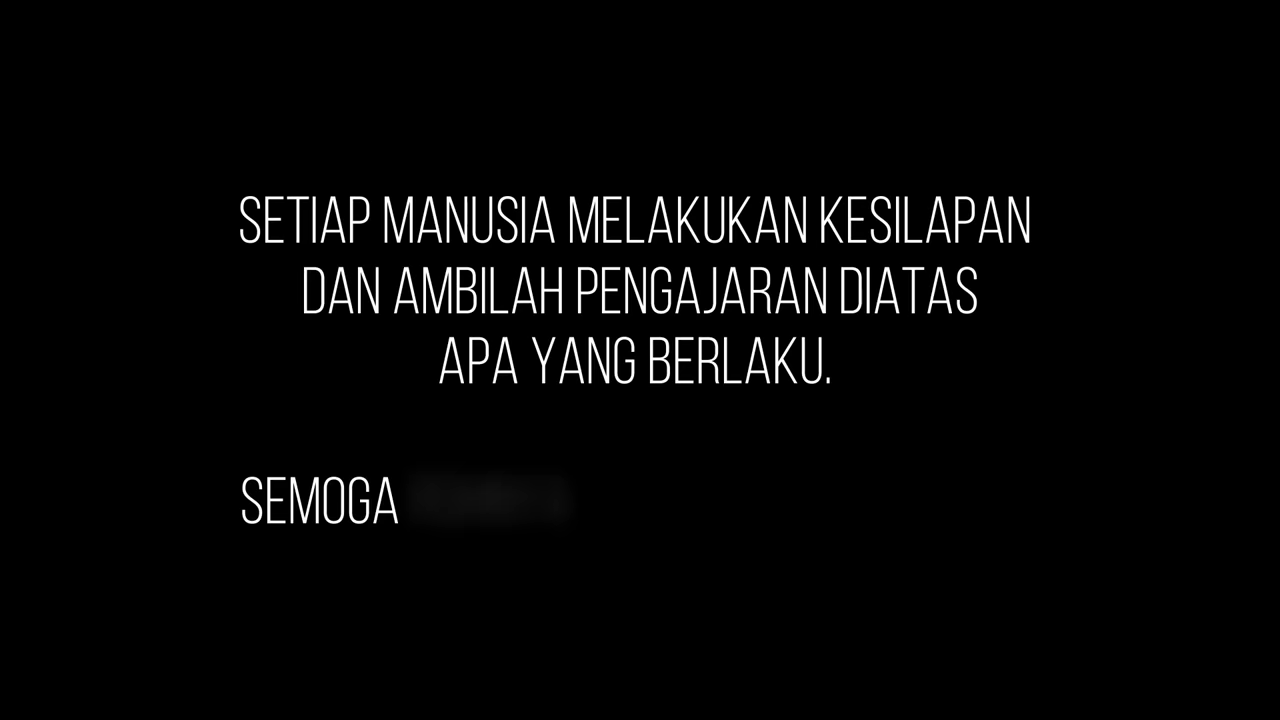 SETIAP MANUSIA MELAKUKAN KESILAPAN
DAN AMBILAH PENGAJARAN DIATAS
APA YANG BERLAKU.
SEMOGA